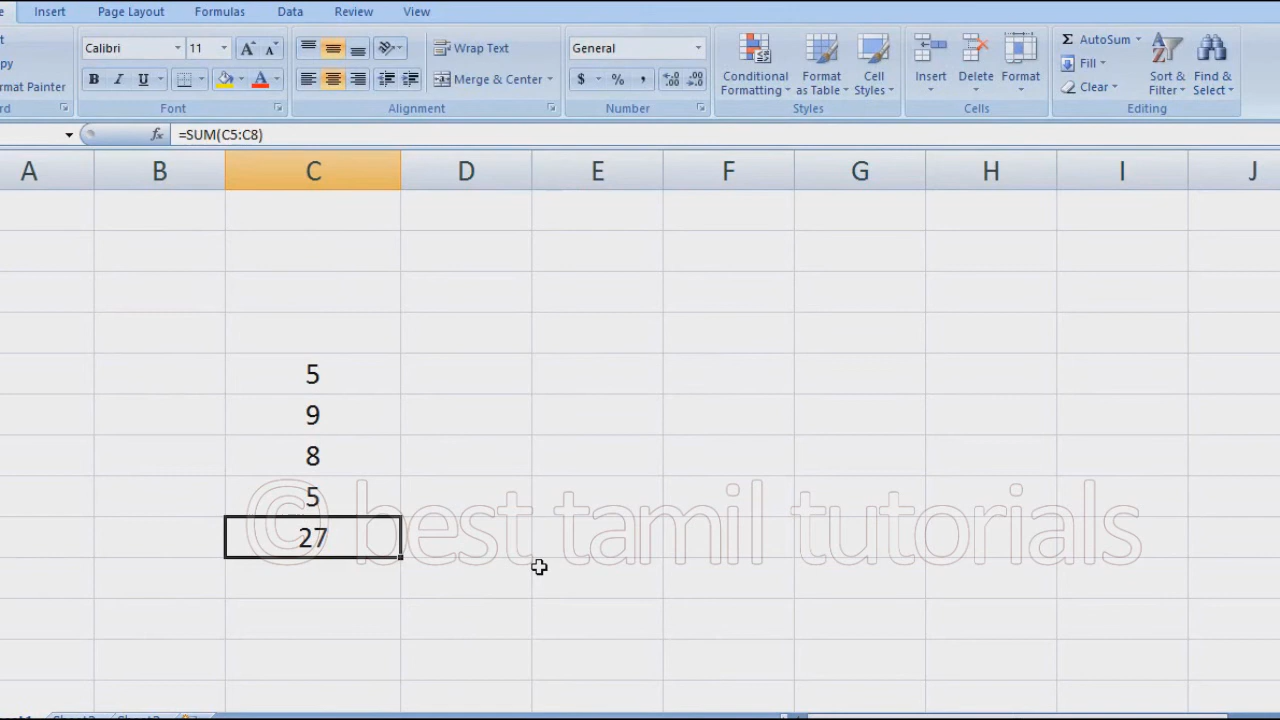 Insert Page Layout Formulas Data Review View
Calibri 11 Wrap Text General AutoSum
Fill
rmat Painter B I U Merge & Center $ % , Conditional Formatting Format as Table Cell Styles Insert Delete Format Clear Sort & Filter Find & Select
Font Alignment Number Styles Cells Editing
fx =SUM(C5:C8)
A B C D E F G H I J
5
9
8
5
27
© best tamil tutorials